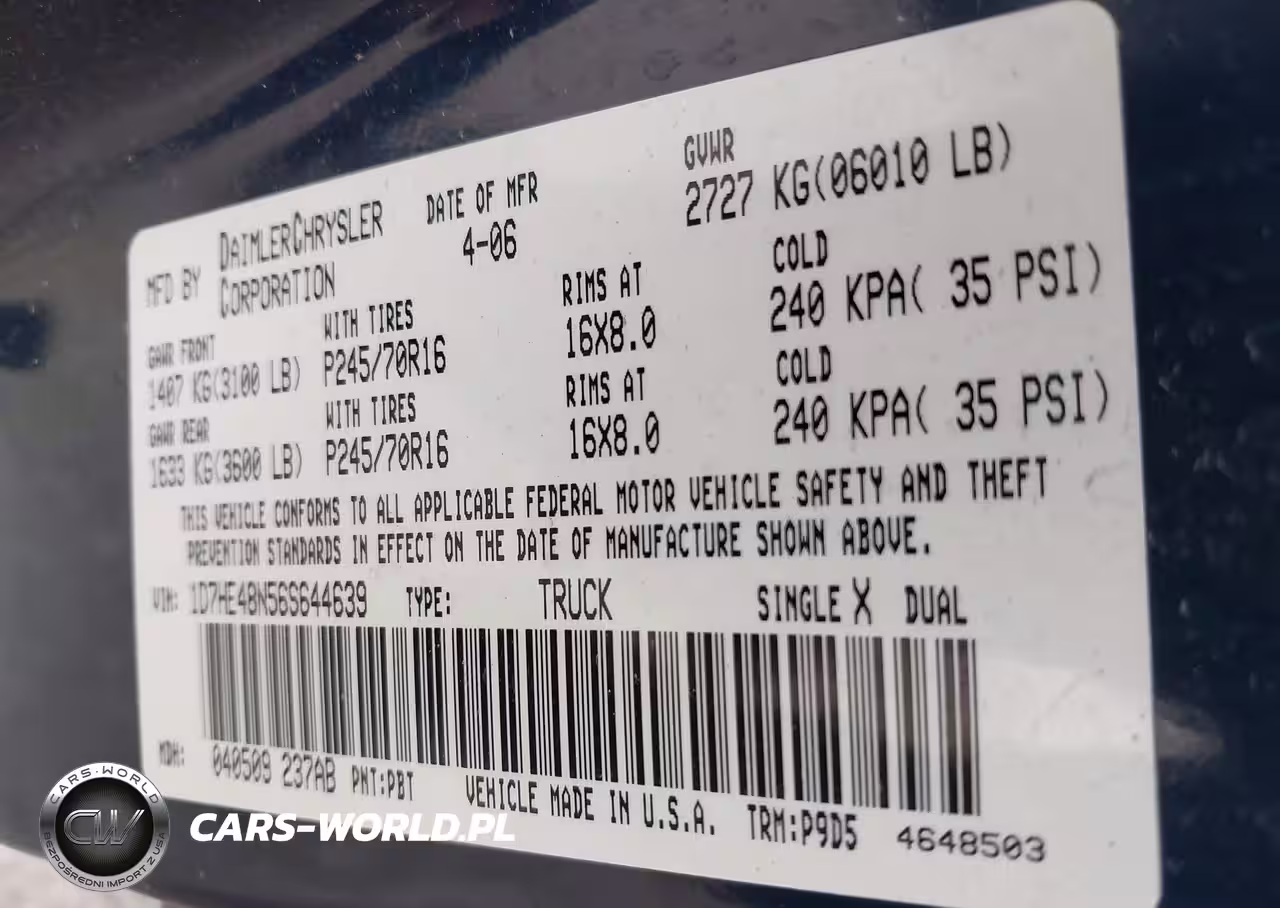 MFD BY DAIMLERCHRYSLER CORPORATION
DATE OF MFR 4-06
GVWR 2727 KG(06010 LB)
GAWR FRONT WITH TIRES RIMS AT COLD
1407 KG(3100 LB) P245/70R16 16X8.0 240 KPA( 35 PSI)
GAWR REAR WITH TIRES RIMS AT COLD
1633 KG(3600 LB) P245/70R16 16X8.0 240 KPA( 35 PSI)
THIS VEHICLE CONFORMS TO ALL APPLICABLE FEDERAL MOTOR VEHICLE SAFETY AND THEFT
PREVENTION STANDARDS IN EFFECT ON THE DATE OF MANUFACTURE SHOWN ABOVE.
VIN: 1D7HE48N56S644639 TYPE: TRUCK SINGLE X DUAL
MDH: 040509 237AB PNT:PBT VEHICLE MADE IN U.S.A. TRM:P9D5 4648503
CARS-WORLD
CW
BEZPOŚREDNI IMPORT Z USA
CARS-WORLD.PL